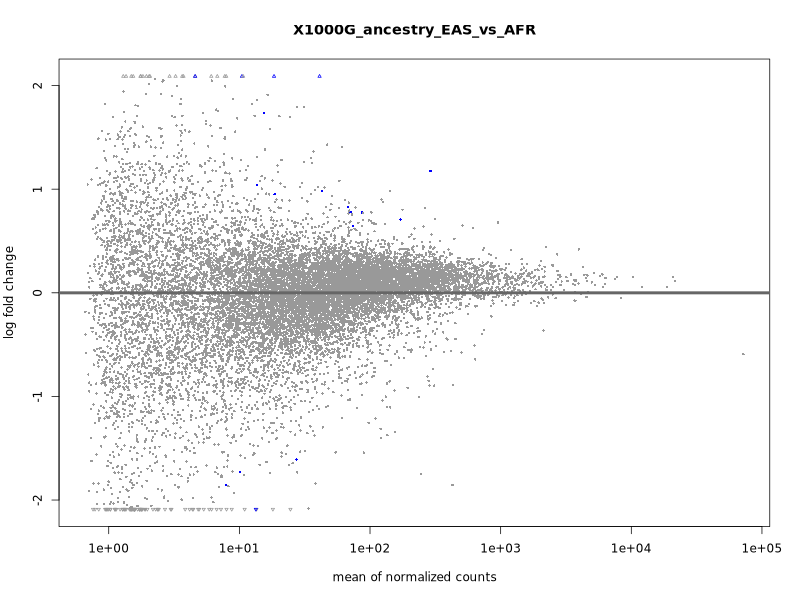 X1000G_ancestry_EAS_vs_AFR
log fold change
2
1
0
-1
-2
1e+00 1e+01 1e+02 1e+03 1e+04 1e+05
mean of normalized counts